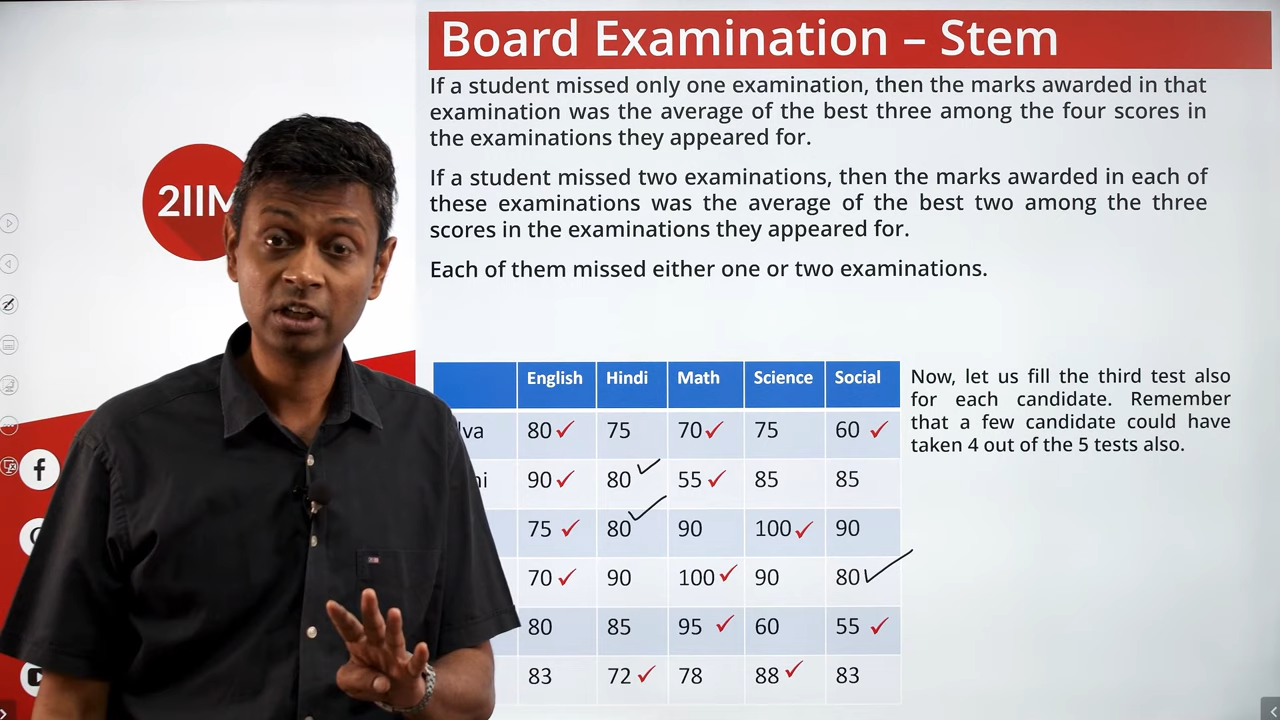 Board Examination – Stem
If a student missed only one examination, then the marks awarded in that
examination was the average of the best three among the four scores in
the examinations they appeared for.
If a student missed two examinations, then the marks awarded in each of
these examinations was the average of the best two among the three
scores in the examinations they appeared for.
Each of them missed either one or two examinations.
2IIM
English Hindi Math Science Social
lva 80 ✓ 75 70 ✓ 75 60 ✓
hi 90 ✓ 80 ✓ 55 ✓ 85 85
75 ✓ 80 ✓ 90 100 ✓ 90
70 ✓ 90 100 ✓ 90 80 ✓
80 85 95 ✓ 60 55 ✓
83 72 ✓ 78 88 ✓ 83
Now, let us fill the third test also
for each candidate. Remember
that a few candidate could have
taken 4 out of the 5 tests also.